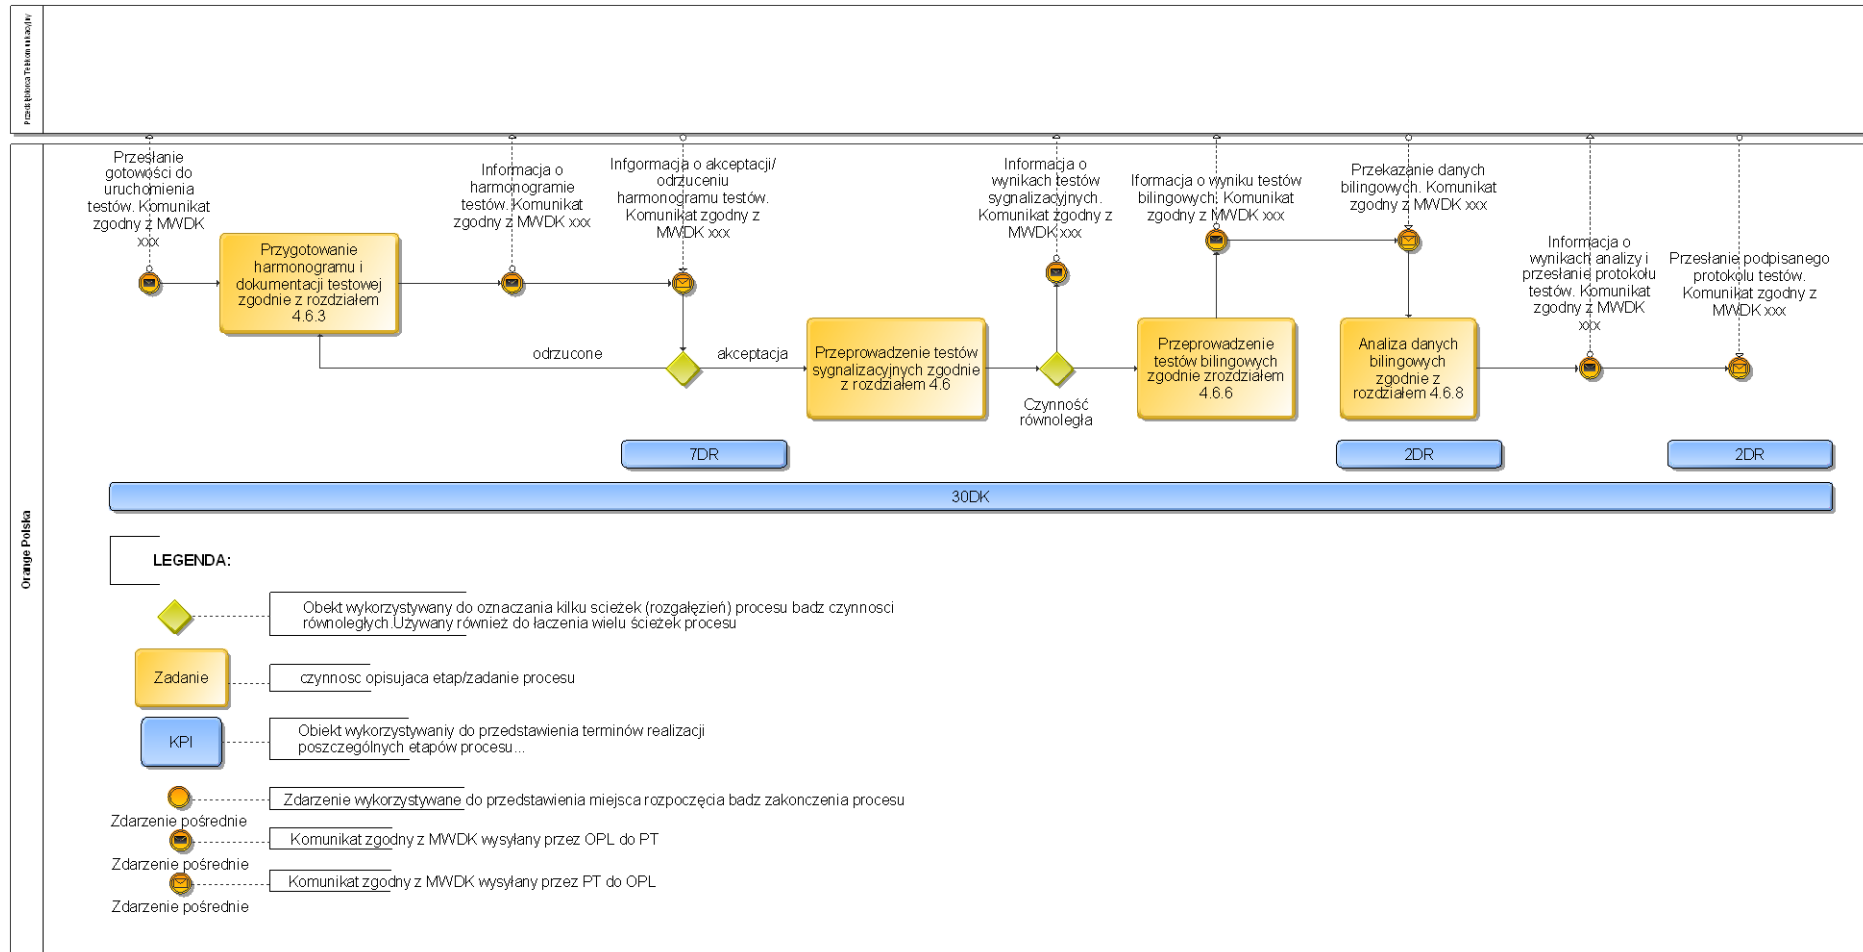 Przedsiębiorca Telekomunikacyjny
Orange Polska
Przesłanie
gotowości do
uruchomienia
testów. Komunikat
zgodny z MWDK
xxx
Przygotowanie
harmonogramu i
dokumentacji testowej
zgodnie z rozdziałem
4.6.3
Informacja o
harmonogramie
testów. Komunikat
zgodny z MWDK xxx
Infgormacja o akceptacji/
odrzuceniu
harmonogramu testów.
Komunikat zgodny z
MWDK xxx
odrzucone
akceptacja
Przeprowadzenie testów
sygnalizacyjnych zgodnie
z rozdziałem 4.6
Informacja o
wynikach testów
sygnalizacyjnych.
Komunikat zgodny z
MWDK xxx
Czynność
równoległa
Iformacja o wyniku testów
bilingowych. Komunikat
zgodny z MWDK xxx
Przeprowadzenie
testów bilingowych
zgodnie zrozdziałem
4.6.6
Przekazanie danych
bilingowych. Komunikat
zgodny z MWDK xxx
Analiza danych
bilingowych
zgodnie z
rozdziałem 4.6.8
Informacja o
wynikach analizy i
przesłanie protokołu
testów. Komunikat
zgodny z MWDK
xxx
Przesłanie podpisanego
protokolu testów.
Komunikat zgodny z
MWDK xxx
7DR
2DR
2DR
30DK
LEGENDA:
Obekt wykorzystywany do oznaczania kilku scieżek (rozgałęzień) procesu badz czynnosci
równoległych.Używany również do łaczenia wielu ścieżek procesu
Zadanie
czynnosc opisujaca etap/zadanie procesu
KPI
Obiekt wykorzystywaniy do przedstawienia terminów realizacji
poszczególnych etapów procesu...
Zdarzenie wykorzystywane do przedstawienia miejsca rozpoczęcia badz zakonczenia procesu
Zdarzenie pośrednie
Komunikat zgodny z MWDK wysyłany przez OPL do PT
Zdarzenie pośrednie
Komunikat zgodny z MWDK wysyłany przez PT do OPL
Zdarzenie pośrednie